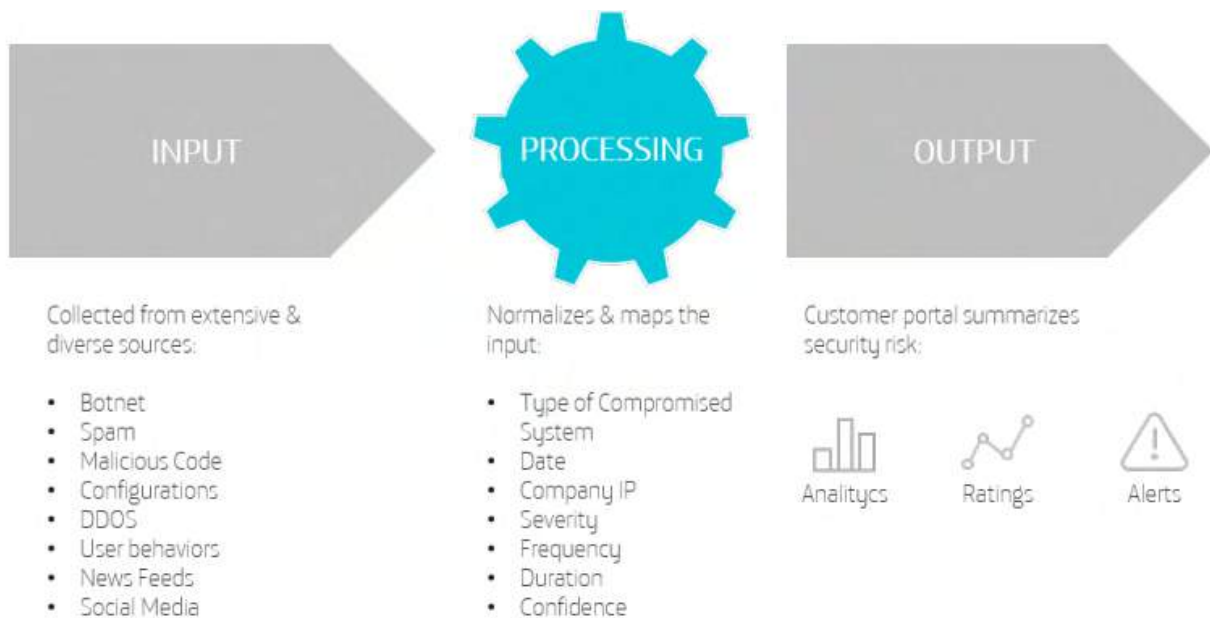 INPUT
PROCESSING
OUTPUT
Collected from extensive &
diverse sources:
• Botnet
• Spam
• Malicious Code
• Configurations
• DDOS
• User behaviors
• News Feeds
• Social Media
Normalizes & maps the
input:
• Type of Compromised
System
• Date
• Company IP
• Severity
• Frequency
• Duration
• Confidence
Customer portal summarizes
security risk:
Analitycs
Ratings
Alerts